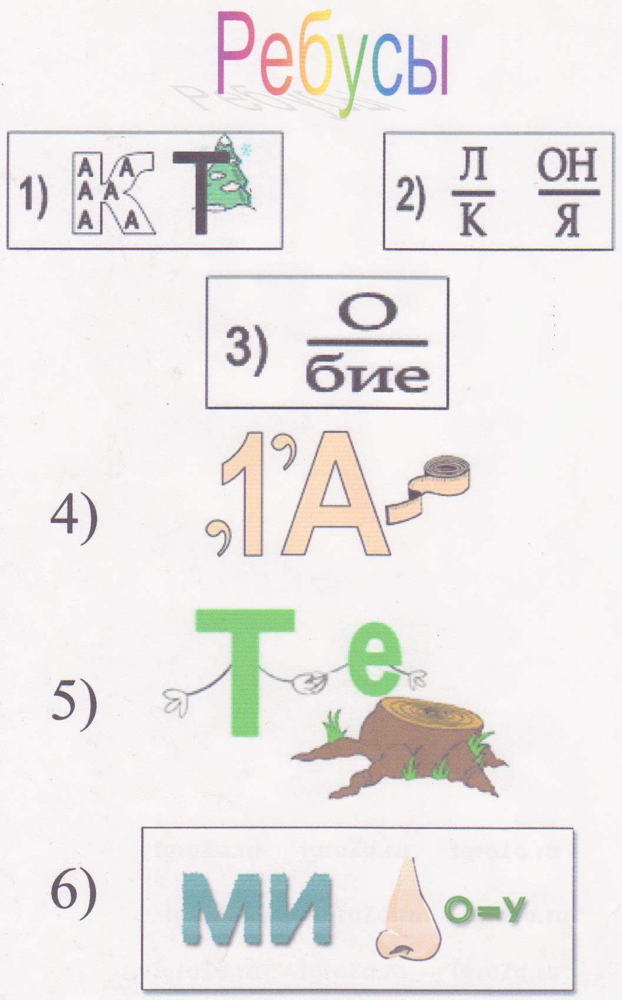 Ребусы
1) К А А А А А А Т
2) Л ОН
К Я
3) О
бие
4) ,1,А
5) Т е
6) МИ О=У